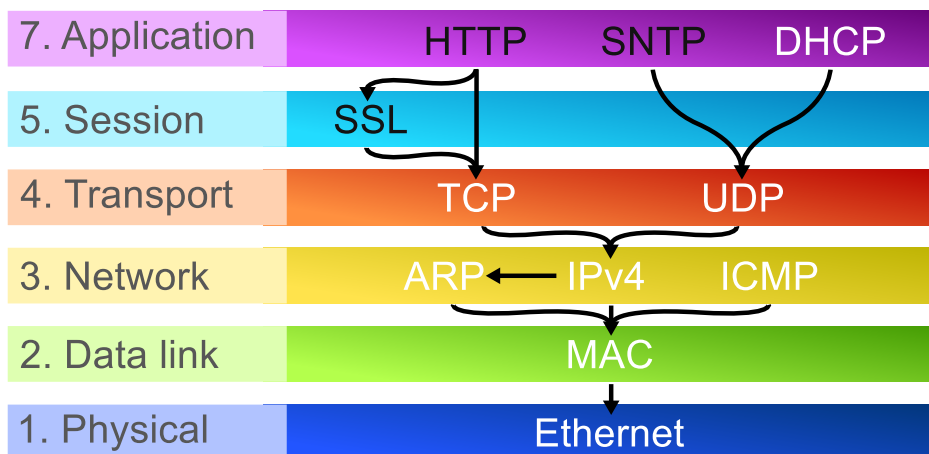 7. Application HTTP SNTP DHCP
5. Session SSL
4. Transport TCP UDP
3. Network ARP IPv4 ICMP
2. Data link MAC
1. Physical Ethernet